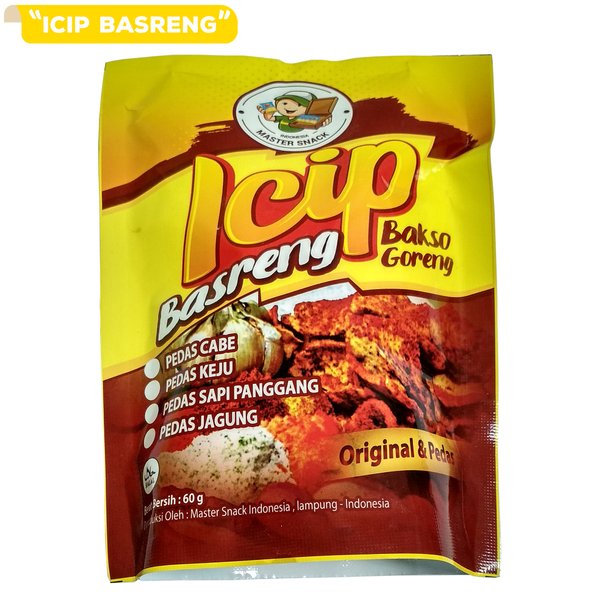 “ICIP BASRENG”
INDONESIA
MASTER SNACK
Icip
Basreng
Bakso
Goreng
PEDAS CABE
PEDAS KEJU
PEDAS SAPI PANGGANG
PEDAS JAGUNG
Original & Pedas
Bersih : 60 g
Oleh : Master Snack Indonesia , lampung - Indonesia